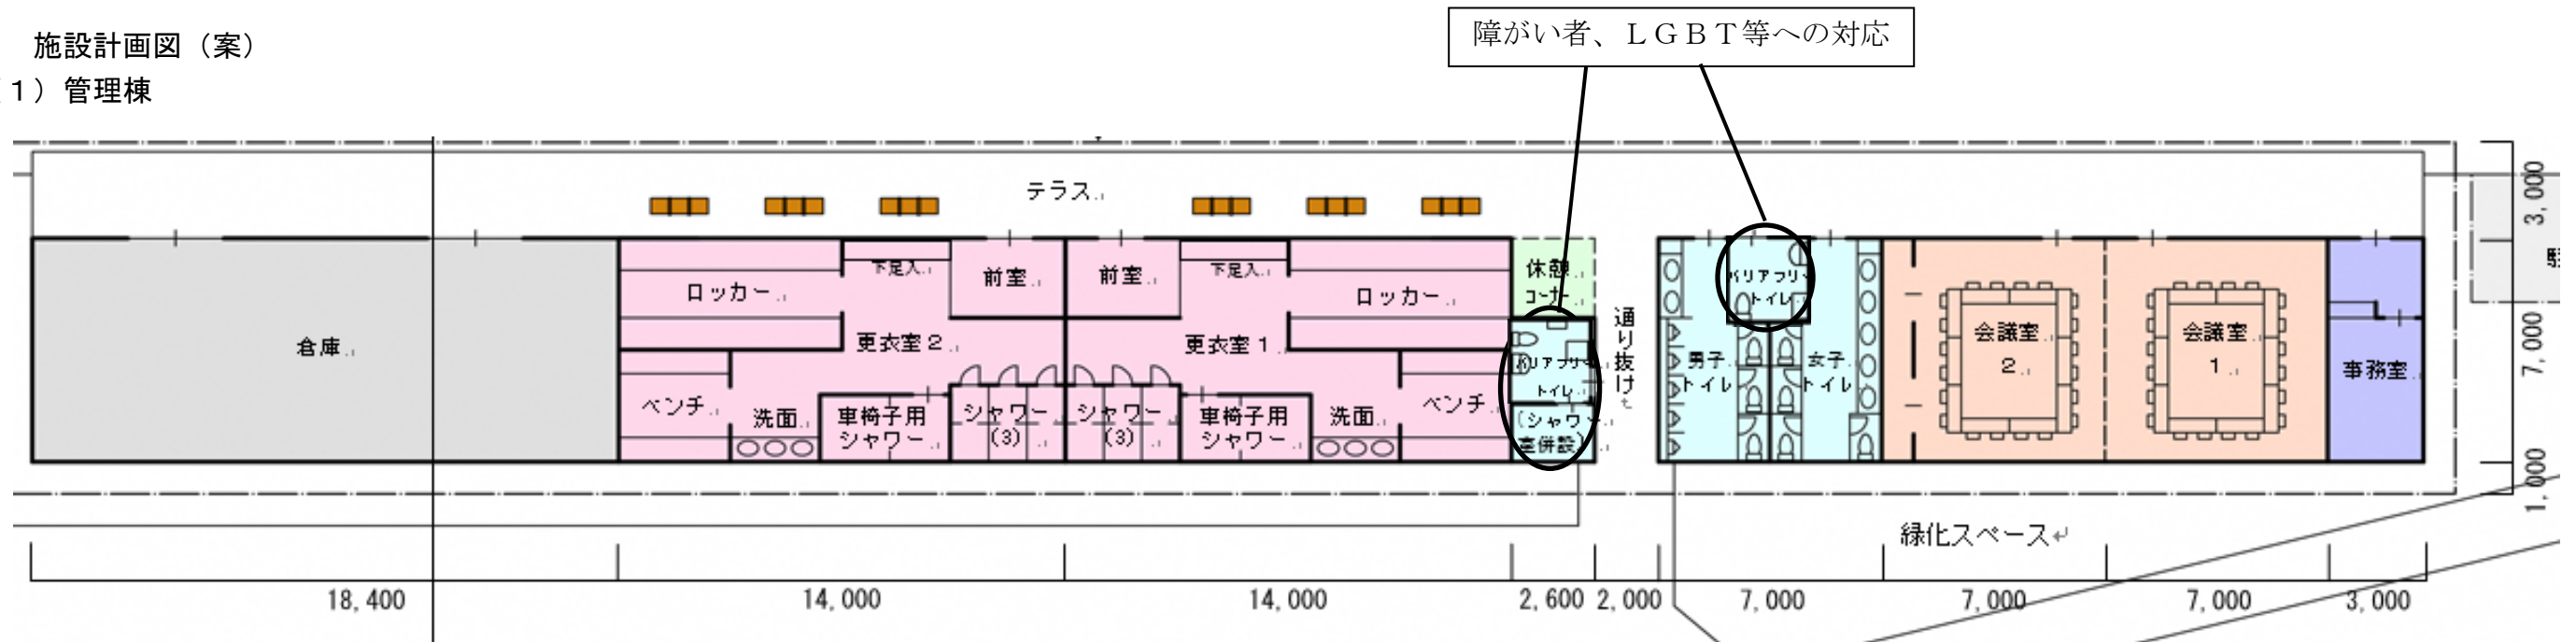 障がい者、ＬＧＢＴ等への対応
施設計画図（案）
１）管理棟
テラス
3,000
7,000
1,000
倉庫
ロッカー
下足入
前室
更衣室２
ベンチ
洗面
車椅子用
シャワー
シャワー
(3)
前室
下足入
ロッカー
更衣室１
シャワー
(3)
車椅子用
シャワー
洗面
ベンチ
休憩
コーナー
バリアフリー
トイレ
（シャワー
室併設）
通り抜け
男子
トイレ
バリアフリー
トイレ
女子
トイレ
会議室
２
会議室
１
事務室
緑化スペース↵
18,400
14,000
14,000
2,600
2,000
7,000
7,000
7,000
3,000